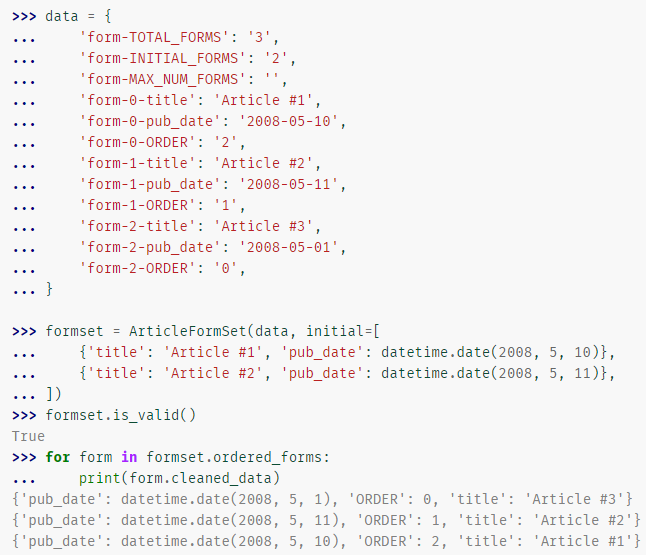 >>> data = {
...     'form-TOTAL_FORMS': '3',
...     'form-INITIAL_FORMS': '2',
...     'form-MAX_NUM_FORMS': '',
...     'form-0-title': 'Article #1',
...     'form-0-pub_date': '2008-05-10',
...     'form-0-ORDER': '2',
...     'form-1-title': 'Article #2',
...     'form-1-pub_date': '2008-05-11',
...     'form-1-ORDER': '1',
...     'form-2-title': 'Article #3',
...     'form-2-pub_date': '2008-05-01',
...     'form-2-ORDER': '0',
... }

>>> formset = ArticleFormSet(data, initial=[
...     {'title': 'Article #1', 'pub_date': datetime.date(2008, 5, 10)},
...     {'title': 'Article #2', 'pub_date': datetime.date(2008, 5, 11)},
... ])
>>> formset.is_valid()
True
>>> for form in formset.ordered_forms:
...     print(form.cleaned_data)
{'pub_date': datetime.date(2008, 5, 1), 'ORDER': 0, 'title': 'Article #3'}
{'pub_date': datetime.date(2008, 5, 11), 'ORDER': 1, 'title': 'Article #2'}
{'pub_date': datetime.date(2008, 5, 10), 'ORDER': 2, 'title': 'Article #1'}